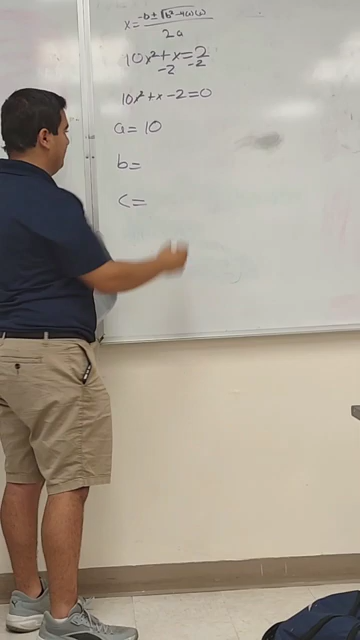 x = -b ± √b² - 4(a)(c)
2a
10x² + x = 2
-2 -2
10x² + x - 2 = 0
a = 10
b =
c =